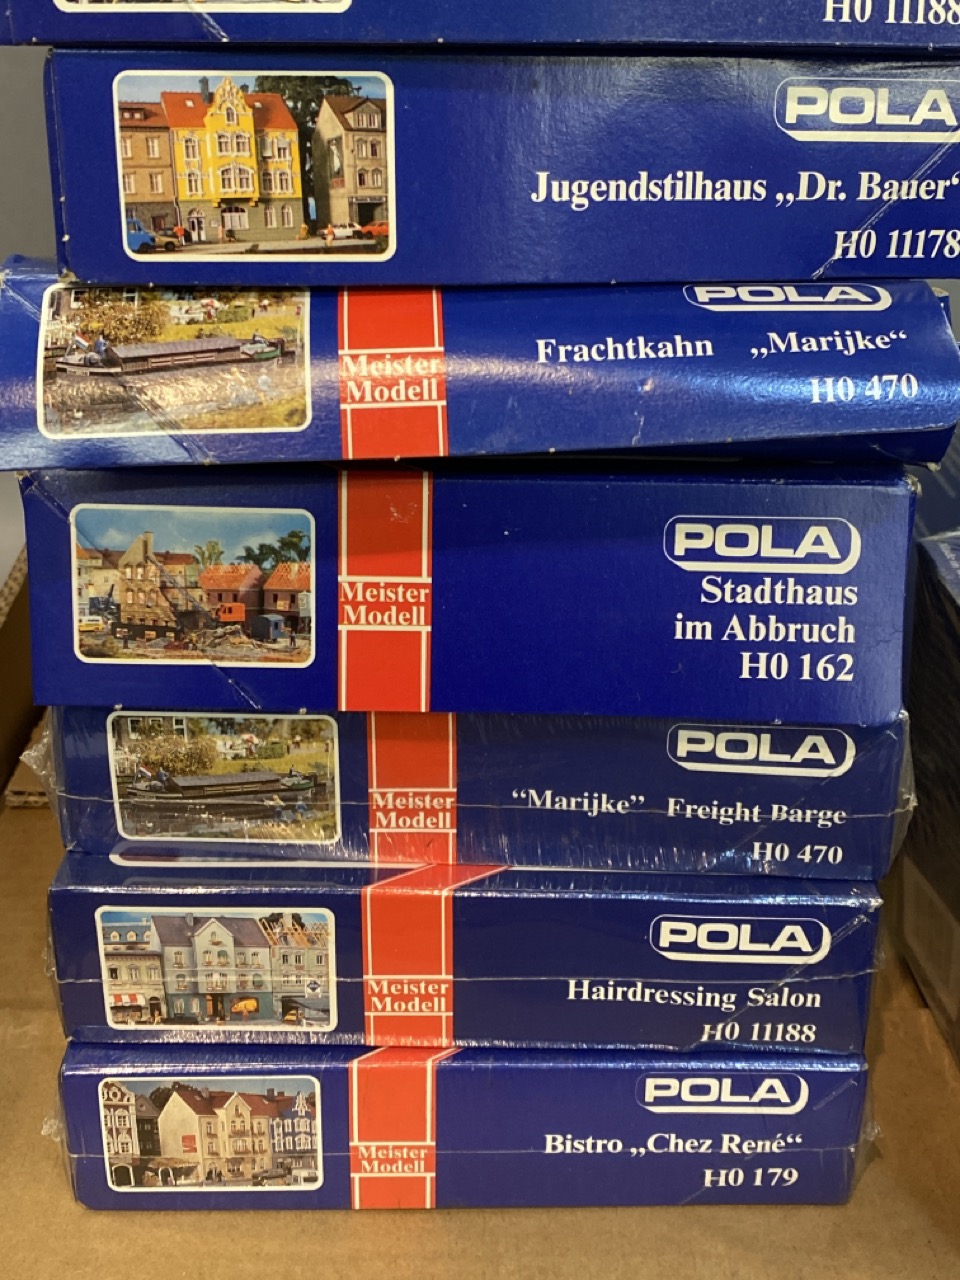 H0 11188
POLA
Jugendstilhaus „Dr. Bauer“
H0 11178
POLA
Meister
Modell
Frachtkahn „Marijke“
H0 470
POLA
Meister
Modell
Stadthaus
im Abbruch
H0 162
POLA
Meister
Modell
“Marijke” Freight Barge
H0 470
POLA
Meister
Modell
Hairdressing Salon
H0 11188
POLA
Meister
Modell
Bistro „Chez René“
H0 179